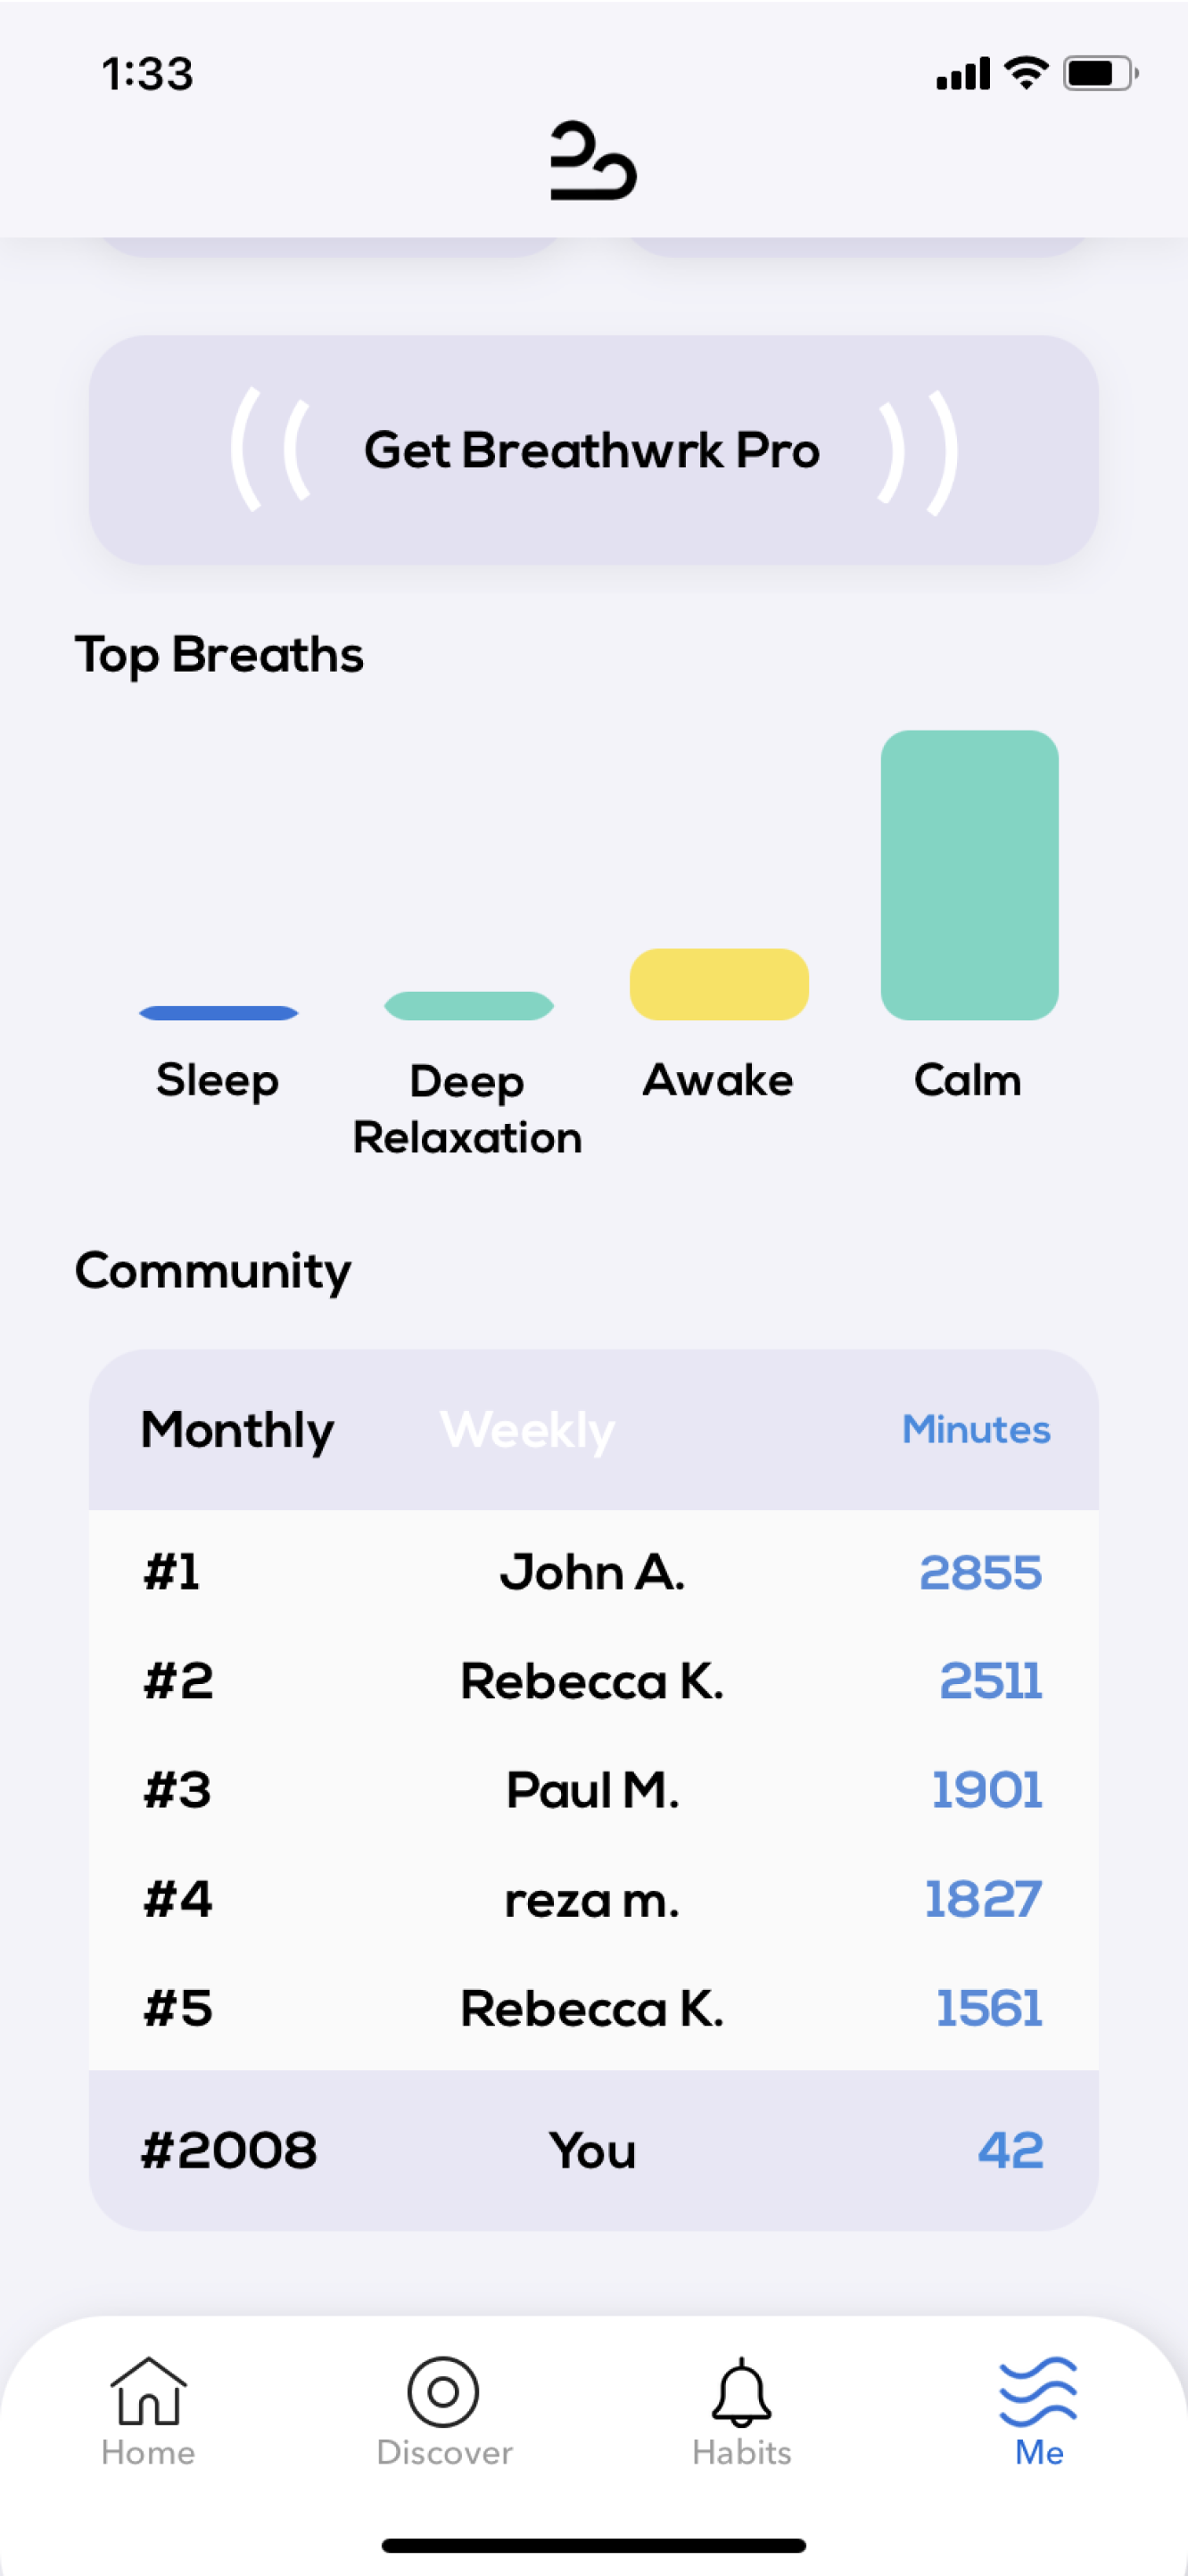 1:33
Get Breathwrk Pro
Top Breaths
Sleep
Deep
Relaxation
Awake
Calm
Community
Monthly Weekly Minutes
#1 John A. 2855
#2 Rebecca K. 2511
#3 Paul M. 1901
#4 reza m. 1827
#5 Rebecca K. 1561
#2008 You 42
Home Discover Habits Me